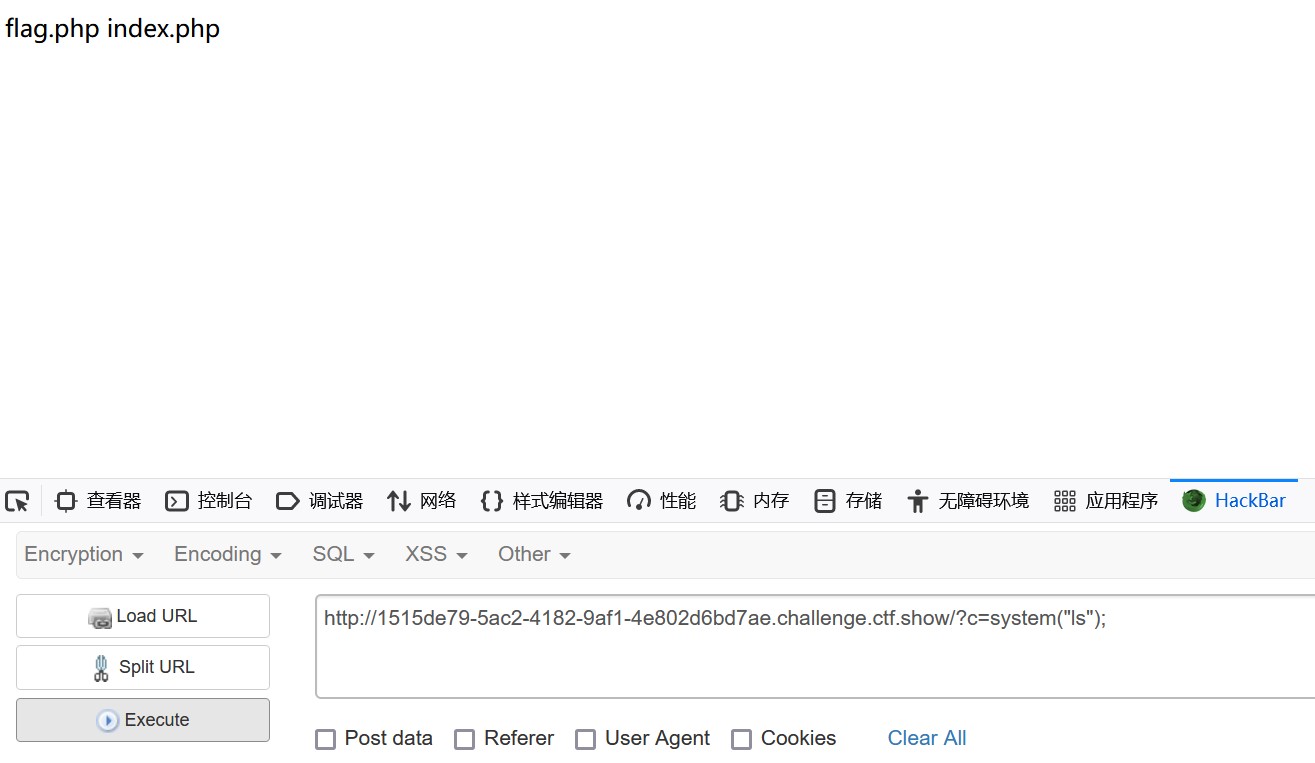 flag.php index.php
查看器 控制台 调试器 网络 样式编辑器 性能 内存 存储 无障碍环境 应用程序 HackBar
Encryption Encoding SQL XSS Other
Load URL
http://1515de79-5ac2-4182-9af1-4e802d6bd7ae.challenge.ctf.show/?c=system("ls");
Split URL
Execute
Post data Referer User Agent Cookies Clear All